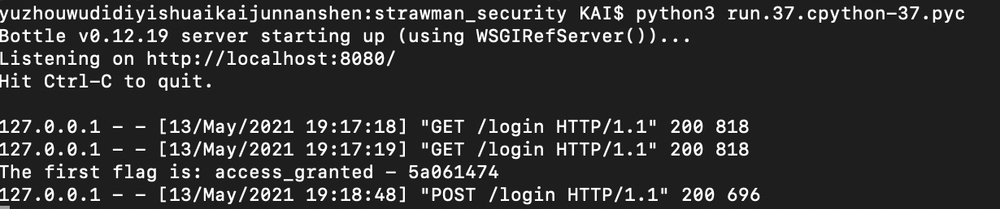 yuzhouwudidiyishuaikaijunnanshen:strawman_security KAI$ python3 run.37.cpython-37.pyc
Bottle v0.12.19 server starting up (using WSGIRefServer())...
Listening on http://localhost:8080/
Hit Ctrl-C to quit.
127.0.0.1 - - [13/May/2021 19:17:18] "GET /login HTTP/1.1" 200 818
127.0.0.1 - - [13/May/2021 19:17:19] "GET /login HTTP/1.1" 200 818
The first flag is: access_granted - 5a061474
127.0.0.1 - - [13/May/2021 19:18:48] "POST /login HTTP/1.1" 200 696